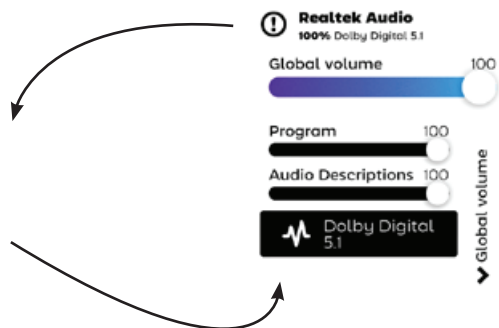 Realtek Audio
100% Dolby Digital 5.1
Global volume 100
Program 100
Audio Descriptions 100
Dolby Digital
5.1
Global volume